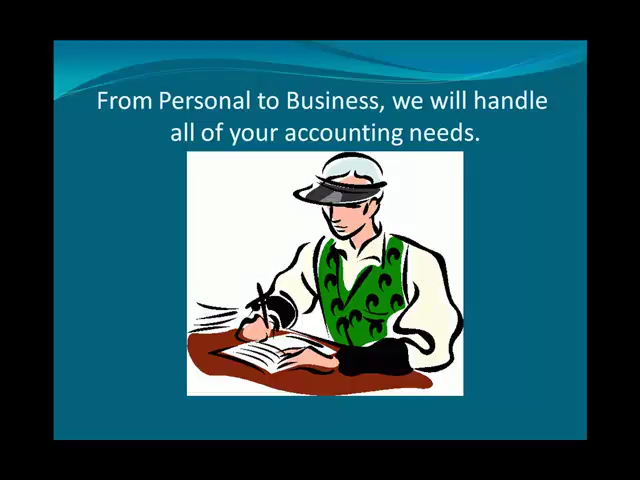 From Personal to Business, we will handle
all of your accounting needs.